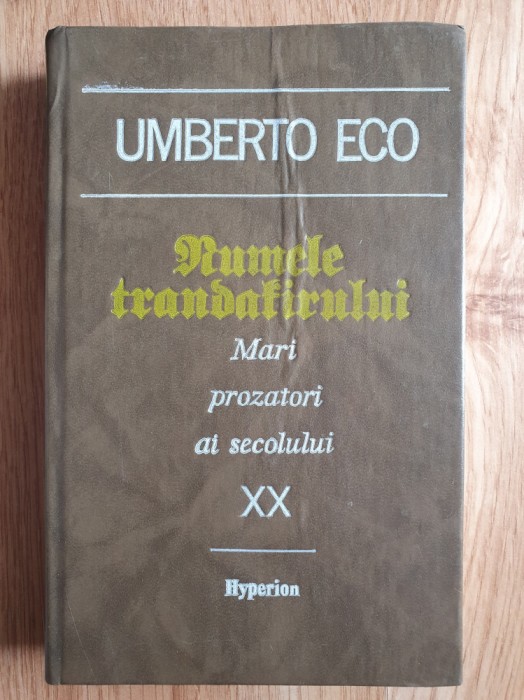 UMBERTO ECO
Numele
trandafirului
Mari
prozatori
ai secolului
XX
Hyperion